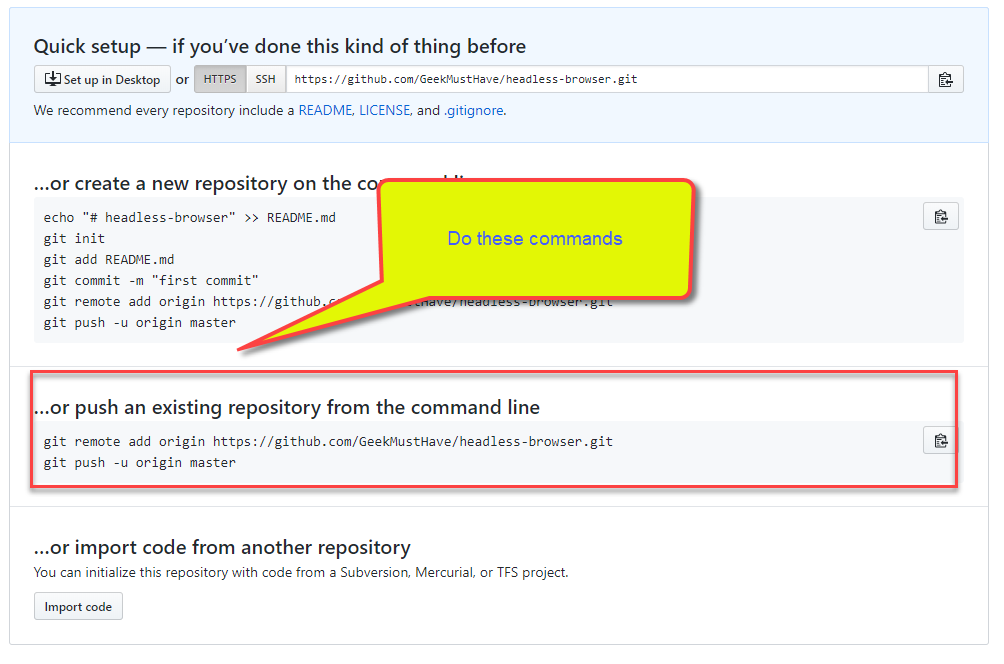 Quick setup — if you’ve done this kind of thing before
Set up in Desktop or HTTPS SSH https://github.com/GeekMustHave/headless-browser.git
We recommend every repository include a README, LICENSE, and .gitignore.
…or create a new repository on the
echo "# headless-browser" >> README.md
git init
Do these commands
git add README.md
git commit -m "first commit"
git remote add origin https://github. /headless-browser.git
git push -u origin master
…or push an existing repository from the command line
git remote add origin https://github.com/GeekMustHave/headless-browser.git
git push -u origin master
…or import code from another repository
You can initialize this repository with code from a Subversion, Mercurial, or TFS project.
Import code